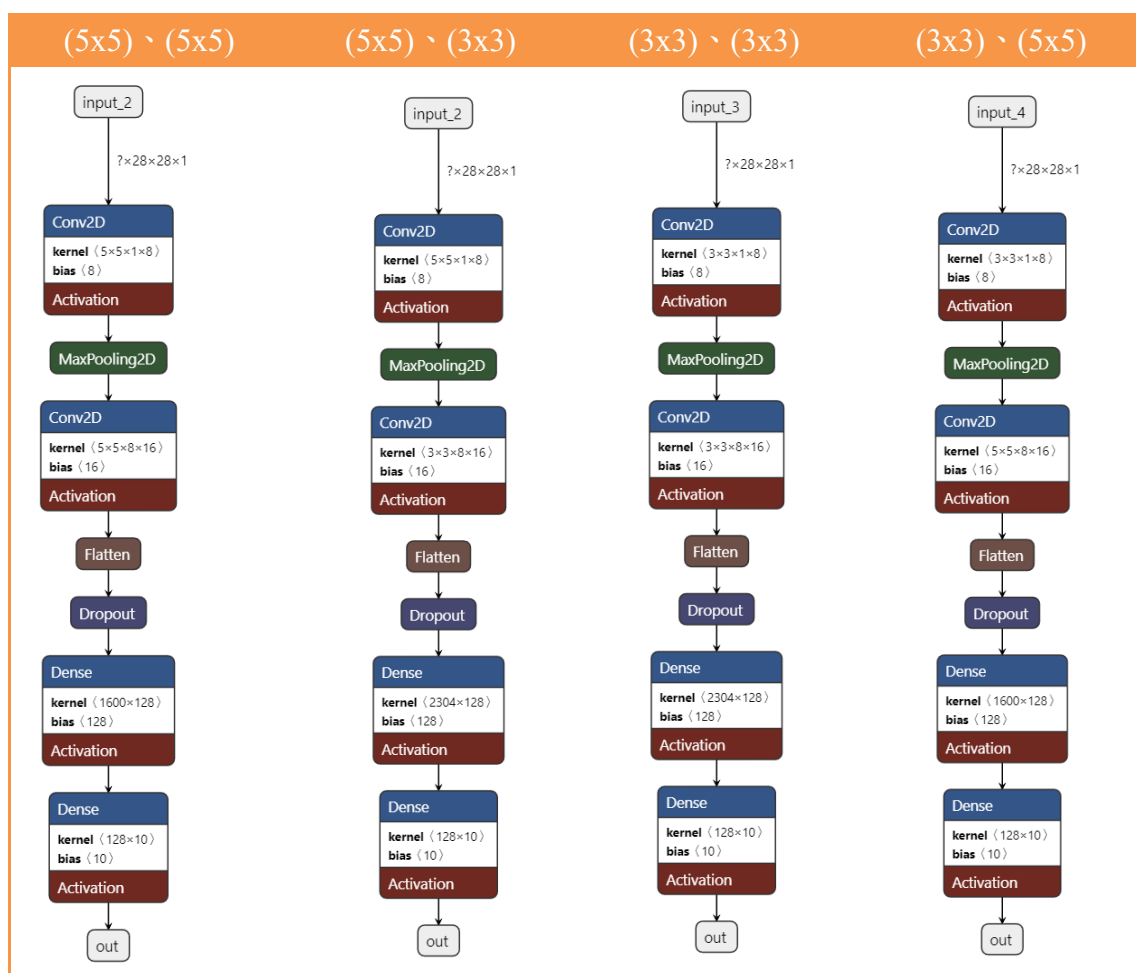 (5x5)、(5x5)
(5x5)、(3x3)
(3x3)、(3x3)
(3x3)、(5x5)
input_2
?×28×28×1
Conv2D
kernel〈5×5×1×8〉
bias〈8〉
Activation
MaxPooling2D
Conv2D
kernel〈5×5×8×16〉
bias〈16〉
Activation
Flatten
Dropout
Dense
kernel〈1600×128〉
bias〈128〉
Activation
Dense
kernel〈128×10〉
bias〈10〉
Activation
out
input_2
?×28×28×1
Conv2D
kernel〈5×5×1×8〉
bias〈8〉
Activation
MaxPooling2D
Conv2D
kernel〈3×3×8×16〉
bias〈16〉
Activation
Flatten
Dropout
Dense
kernel〈2304×128〉
bias〈128〉
Activation
Dense
kernel〈128×10〉
bias〈10〉
Activation
out
input_3
?×28×28×1
Conv2D
kernel〈3×3×1×8〉
bias〈8〉
Activation
MaxPooling2D
Conv2D
kernel〈3×3×8×16〉
bias〈16〉
Activation
Flatten
Dropout
Dense
kernel〈2304×128〉
bias〈128〉
Activation
Dense
kernel〈128×10〉
bias〈10〉
Activation
out
input_4
?×28×28×1
Conv2D
kernel〈3×3×1×8〉
bias〈8〉
Activation
MaxPooling2D
Conv2D
kernel〈5×5×8×16〉
bias〈16〉
Activation
Flatten
Dropout
Dense
kernel〈1600×128〉
bias〈128〉
Activation
Dense
kernel〈128×10〉
bias〈10〉
Activation
out